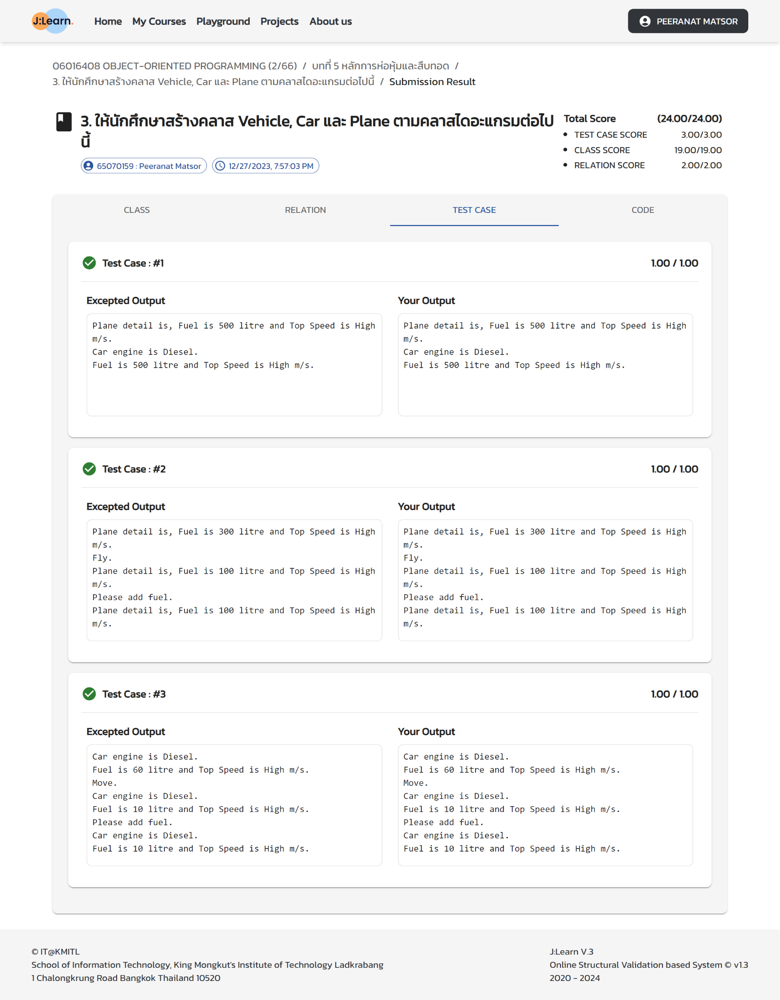 J:Learn.
Home My Courses Playground Projects About us
PEERANAT MATSOR
06016408 OBJECT-ORIENTED PROGRAMMING (2/66) / บทที่ 5 หลักการห่อหุ้มและสืบทอด /
3. ให้นักศึกษาสร้างคลาส Vehicle, Car และ Plane ตามคลาสไดอะแกรมต่อไปนี้ / Submission Result
3. ให้นักศึกษาสร้างคลาส Vehicle, Car และ Plane ตามคลาสไดอะแกรมต่อไป
นี้
65070159 : Peeranat Matsor
12/27/2023, 7:57:03 PM
Total Score (24.00/24.00)
TEST CASE SCORE 3.00/3.00
CLASS SCORE 19.00/19.00
RELATION SCORE 2.00/2.00
CLASS RELATION TEST CASE CODE
Test Case : #1 1.00 / 1.00
Excepted Output
Plane detail is, Fuel is 500 litre and Top Speed is High
m/s.
Car engine is Diesel.
Fuel is 500 litre and Top Speed is High m/s.
Your Output
Plane detail is, Fuel is 500 litre and Top Speed is High
m/s.
Car engine is Diesel.
Fuel is 500 litre and Top Speed is High m/s.
Test Case : #2 1.00 / 1.00
Excepted Output
Plane detail is, Fuel is 300 litre and Top Speed is High
m/s.
Fly.
Plane detail is, Fuel is 100 litre and Top Speed is High
m/s.
Please add fuel.
Plane detail is, Fuel is 100 litre and Top Speed is High
m/s.
Your Output
Plane detail is, Fuel is 300 litre and Top Speed is High
m/s.
Fly.
Plane detail is, Fuel is 100 litre and Top Speed is High
m/s.
Please add fuel.
Plane detail is, Fuel is 100 litre and Top Speed is High
m/s.
Test Case : #3 1.00 / 1.00
Excepted Output
Car engine is Diesel.
Fuel is 60 litre and Top Speed is High m/s.
Move.
Car engine is Diesel.
Fuel is 10 litre and Top Speed is High m/s.
Please add fuel.
Car engine is Diesel.
Fuel is 10 litre and Top Speed is High m/s.
Your Output
Car engine is Diesel.
Fuel is 60 litre and Top Speed is High m/s.
Move.
Car engine is Diesel.
Fuel is 10 litre and Top Speed is High m/s.
Please add fuel.
Car engine is Diesel.
Fuel is 10 litre and Top Speed is High m/s.
© IT@KMITL
School of Information Technology, King Mongkut's Institute of Technology Ladkrabang
1 Chalongkrung Road Bangkok Thailand 10520
J:Learn V.3
Online Structural Validation based System © v1.3
2020 - 2024